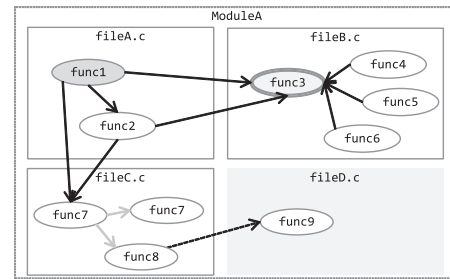 ModuleA
fileA.c
func1
func2
fileB.c
func3
func4
func5
func6
fileC.c
func7
func7
func8
fileD.c
func9